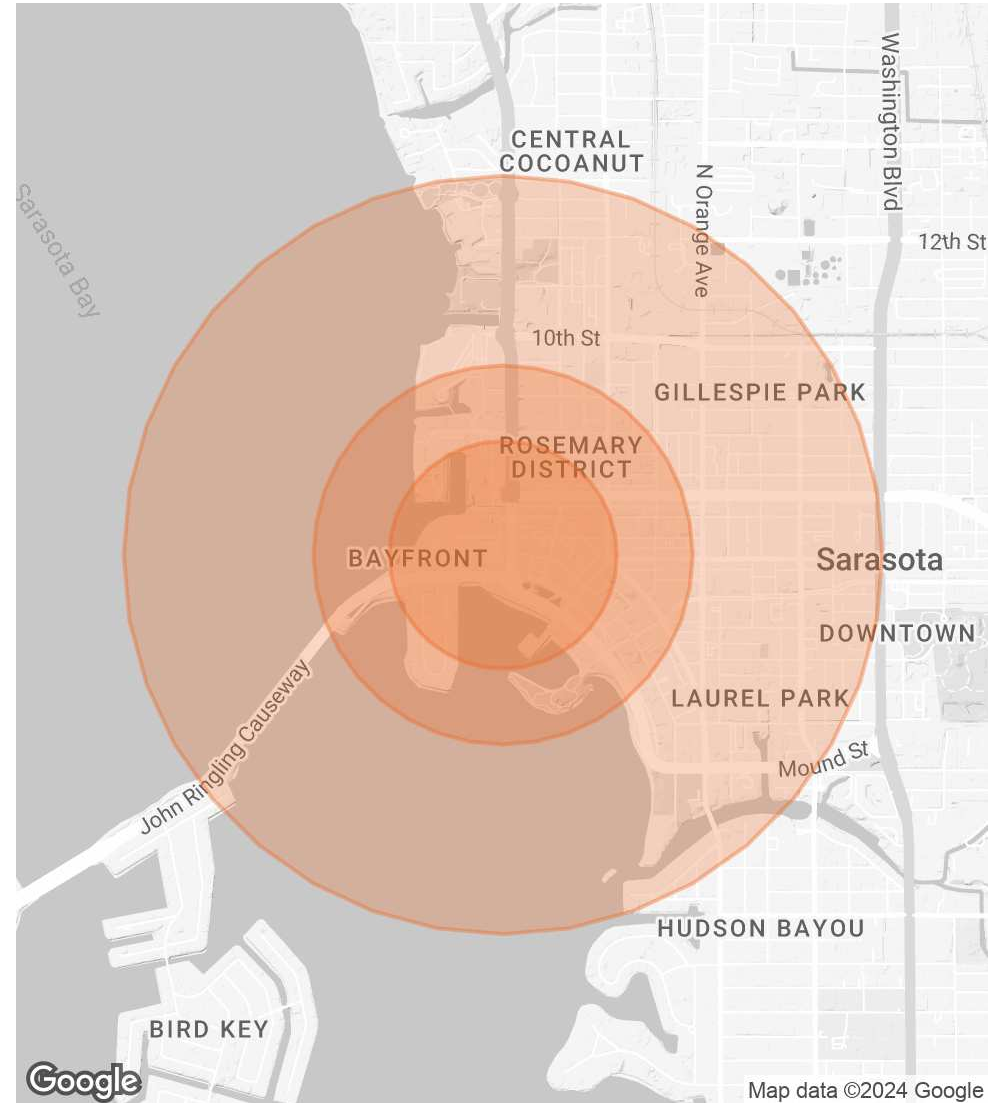 Washington Blvd
CENTRAL
COCOANUT
N Orange Ave
Sarasota Bay
12th St
10th St
GILLESPIE PARK
ROSEMARY
DISTRICT
BAYFRONT
Sarasota
DOWNTOWN
LAUREL PARK
John Ringling Causeway
Mound St
HUDSON BAYOU
BIRD KEY
Google
Map data ©2024 Google